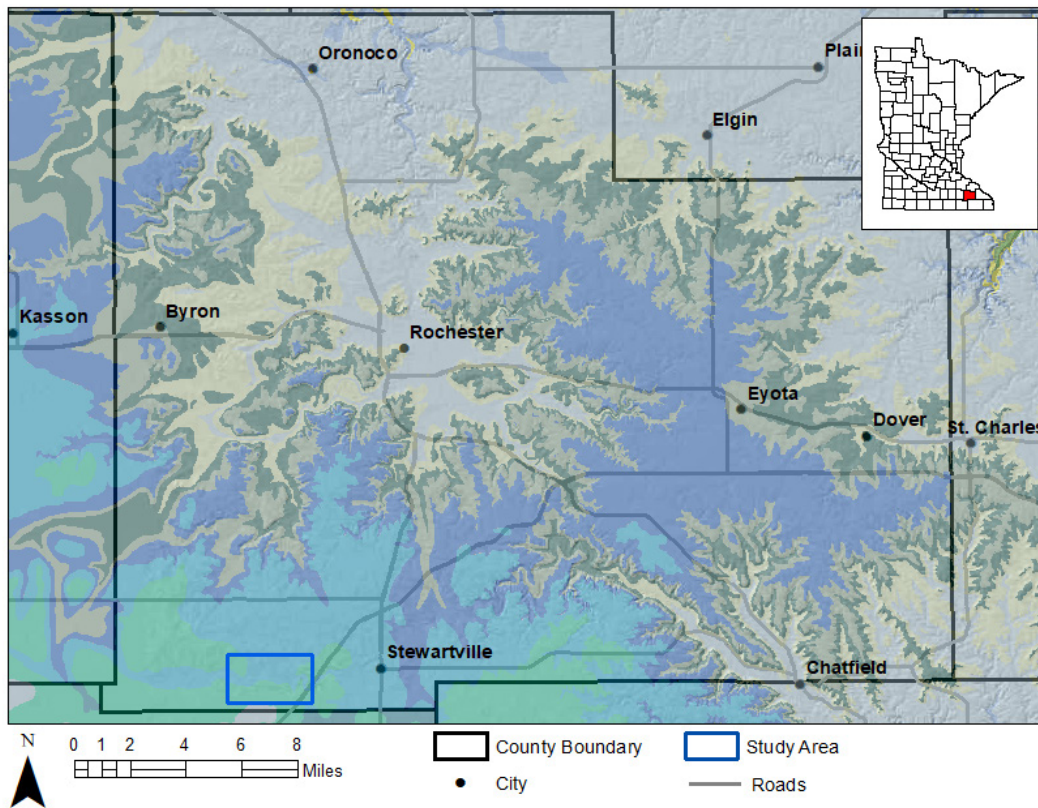 Oronoco
Plain
Elgin
Kasson
Byron
Rochester
Eyota
Dover
St. Charles
Stewartville
Chatfield
N
0 1 2 4 6 8
Miles
County Boundary
Study Area
City
Roads